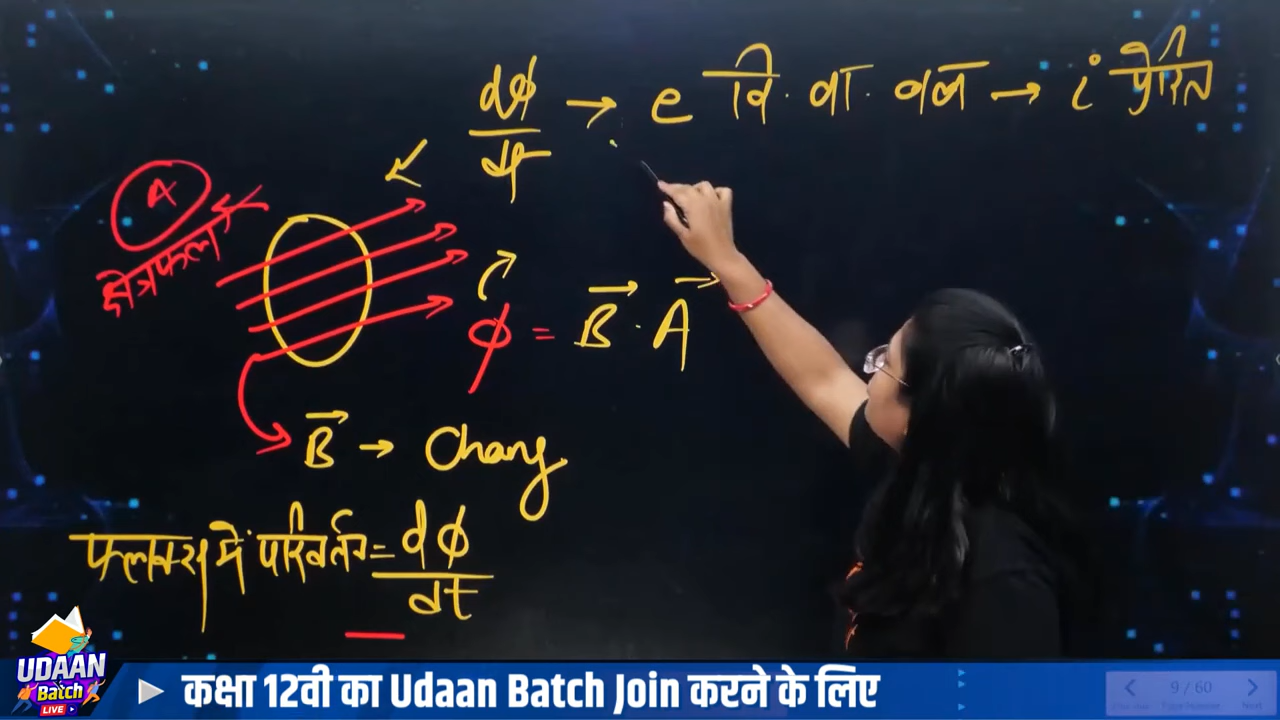 dφ/dt → e वि. वा. बल → i प्रेरित
A
क्षेत्रफल
φ = B⃗ · A⃗
B⃗ → Chang
फ्लक्स में परिवर्तन = dφ/dt
UDAAN
Batch
LIVE
कक्षा 12वी का Udaan Batch Join करने के लिए
9 / 60